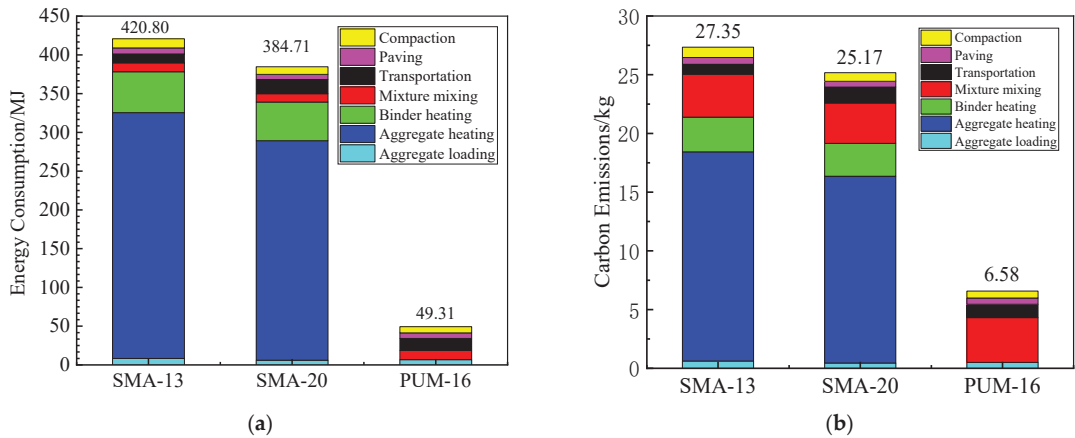 450
400
350
300
250
200
150
100
50
0
Energy Consumption/MJ
420.80
384.71
49.31
Compaction
Paving
Transportation
Mixture mixing
Binder heating
Aggregate heating
Aggregate loading
SMA-13 SMA-20 PUM-16
(a)
30
25
20
15
10
5
0
Carbon Emissions/kg
27.35
25.17
6.58
Compaction
Paving
Transportation
Mixture mixing
Binder heating
Aggregate heating
Aggregate loading
SMA-13 SMA-20 PUM-16
(b)